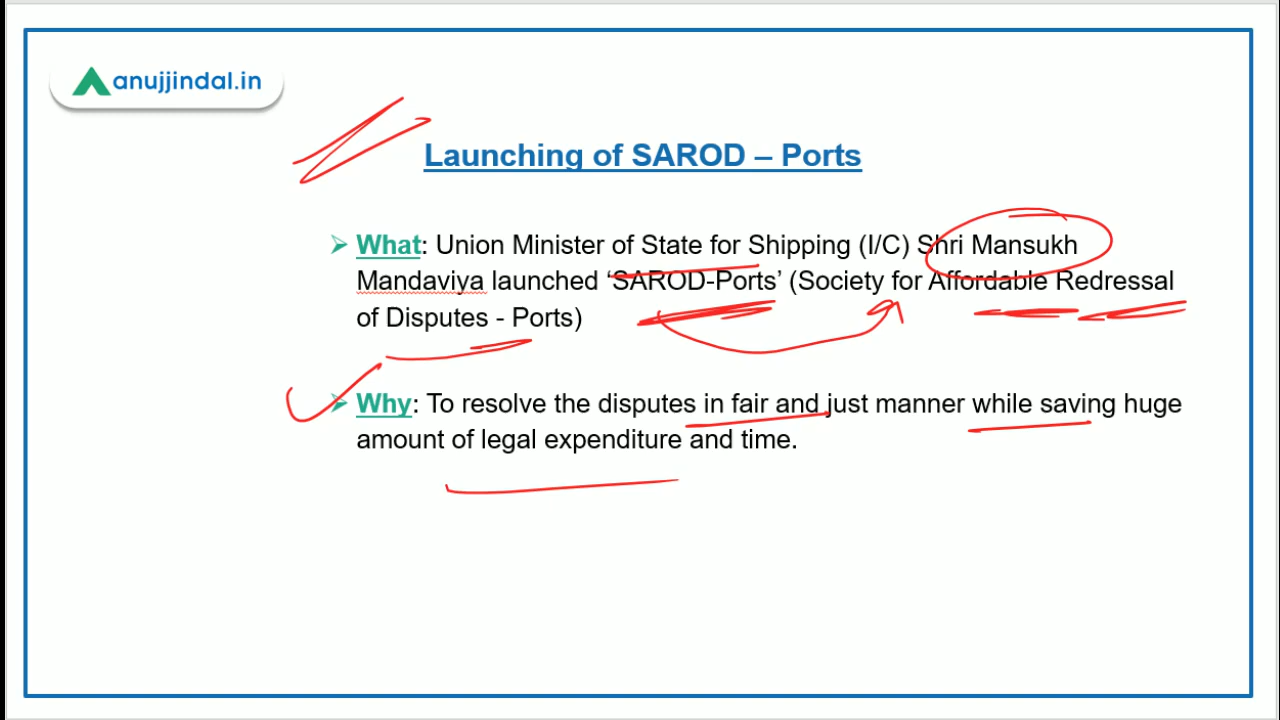 anujjindal.in
Launching of SAROD – Ports
What: Union Minister of State for Shipping (I/C) Shri Mansukh
Mandaviya launched ‘SAROD-Ports’ (Society for Affordable Redressal
of Disputes - Ports)
Why: To resolve the disputes in fair and just manner while saving huge
amount of legal expenditure and time.